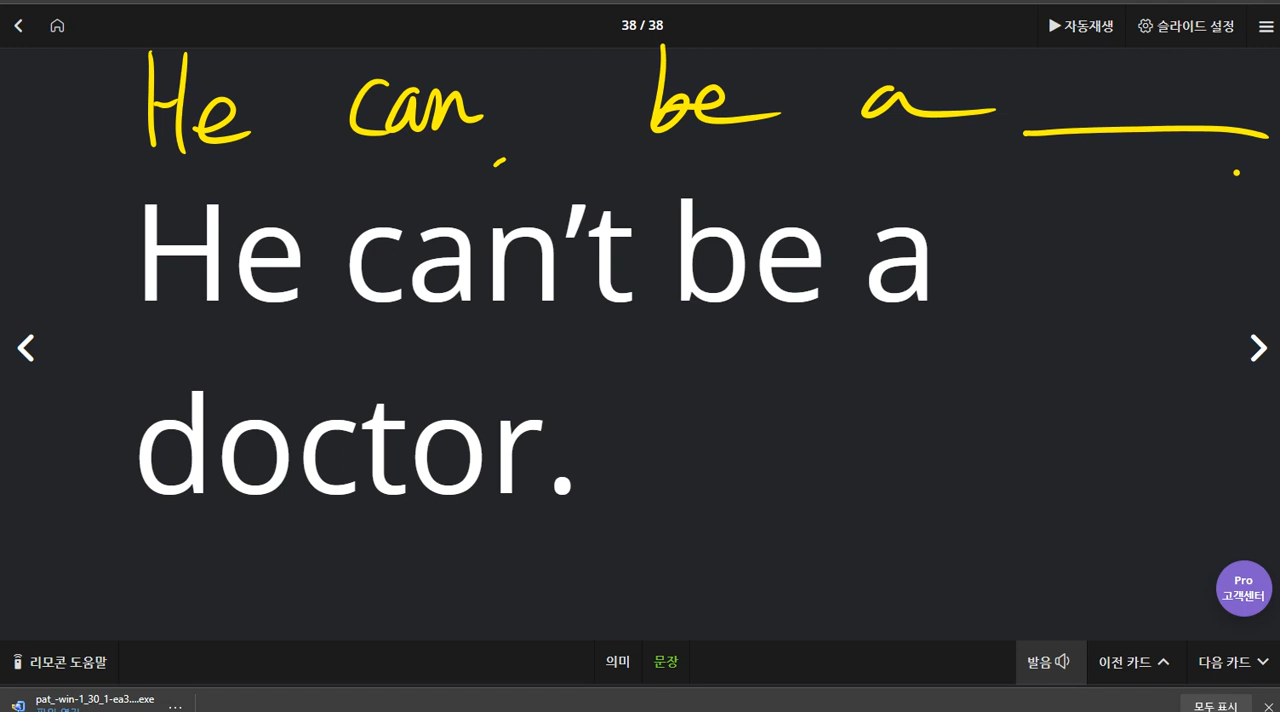 38 / 38
▶ 자동재생
슬라이드 설정
He can be a ______.
He can't be a
doctor.
Pro
고객센터
리모콘 도움말
의미
문장
발음
이전 카드
다음 카드
pat_-win-1_30_1-ea3....exe
...
모두 표시